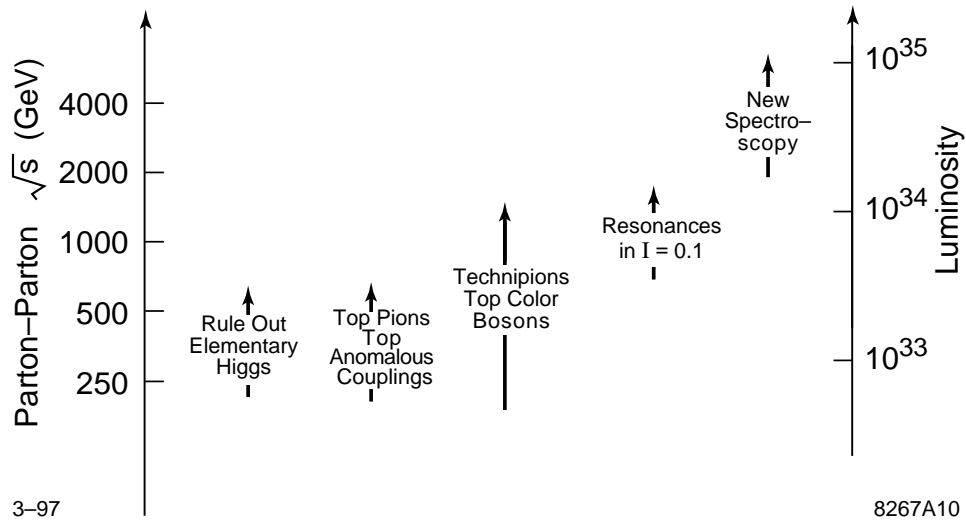 Parton–Parton √s (GeV)
4000
2000
1000
500
250
Rule Out
Elementary
Higgs
Top Pions
Top
Anomalous
Couplings
Technipions
Top Color
Bosons
Resonances
in I = 0.1
New
Spectro–
scopy
10^35
10^34
10^33
Luminosity
3–97
8267A10